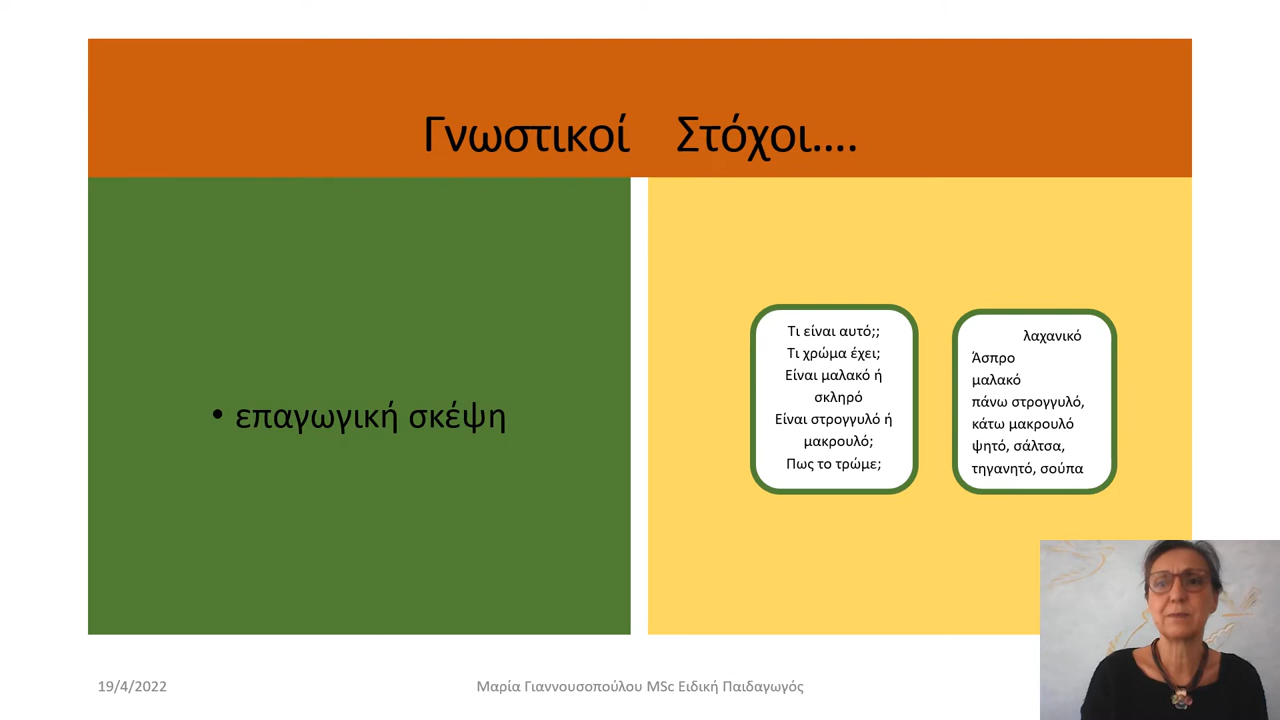 Γνωστικοί Στόχοι....
• επαγωγική σκέψη
Τι είναι αυτό;;
Τι χρώμα έχει;
Είναι μαλακό ή
σκληρό
Είναι στρογγυλό ή
μακρουλό;
Πως το τρώμε;
λαχανικό
Άσπρο
μαλακό
πάνω στρογγυλό,
κάτω μακρουλό
ψητό, σάλτσα,
τηγανητό, σούπα
19/4/2022
Μαρία Γιαννουσοπούλου MSc Ειδική Παιδαγωγός